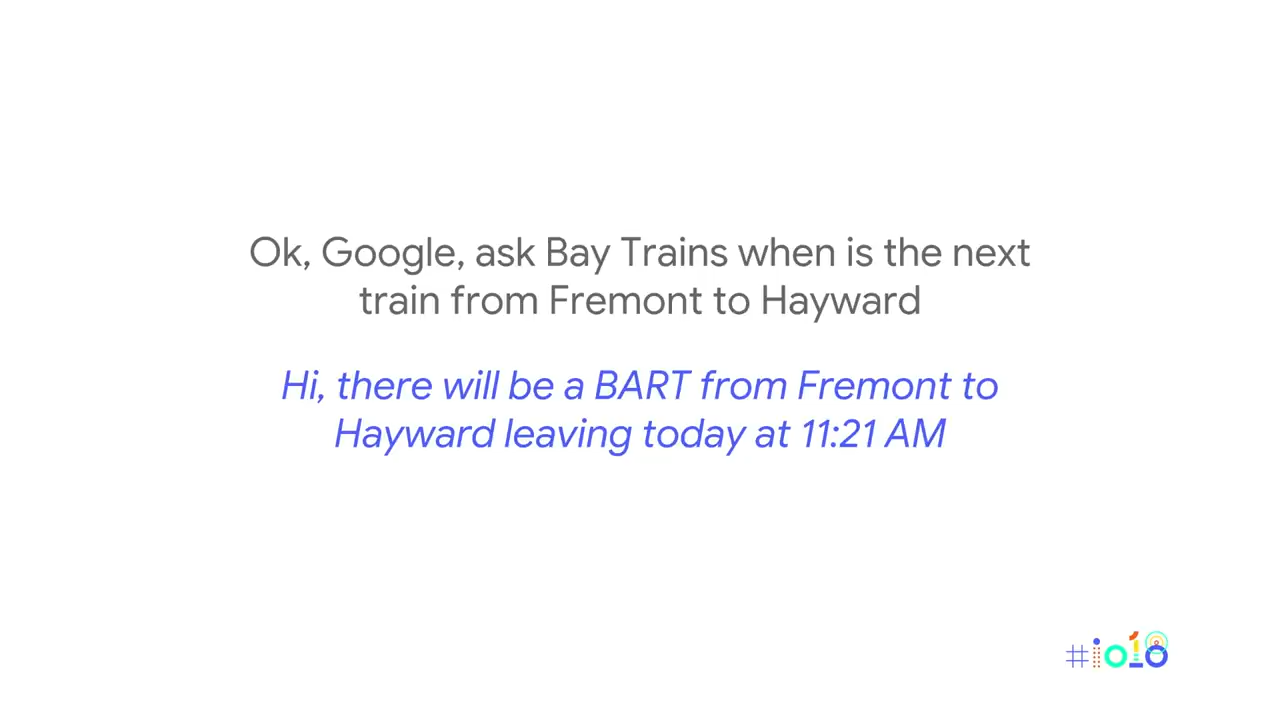 Ok, Google, ask Bay Trains when is the next
train from Fremont to Hayward
Hi, there will be a BART from Fremont to
Hayward leaving today at 11:21 AM
#io18